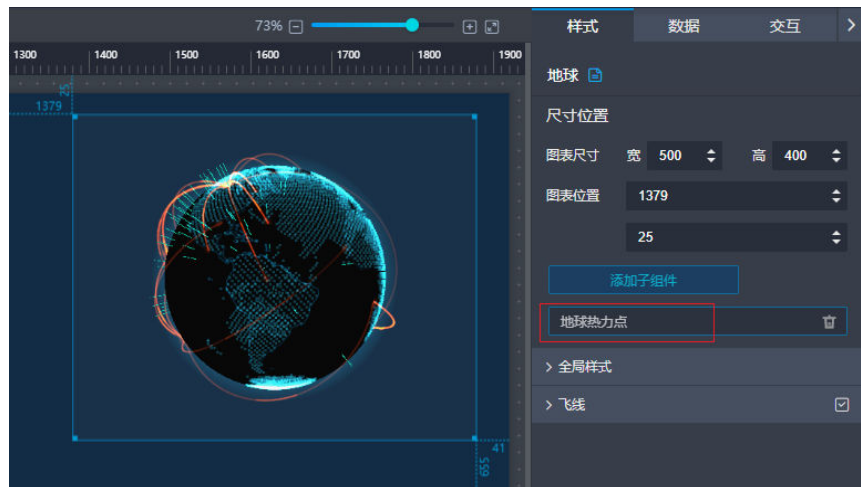 73%
样式 数据 交互
1300 1400 1500 1600 1700 1800 1900
25
1379
地球
尺寸位置
图表尺寸 宽 500 高 400
图表位置 1379
25
添加子组件
地球热力点
全局样式
飞线
41
655